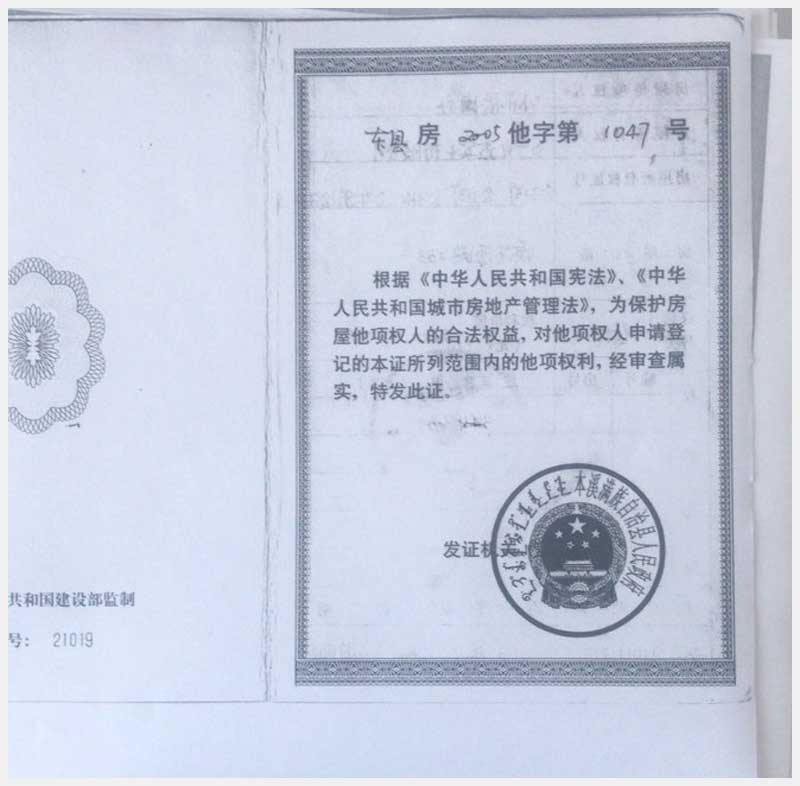 共和国建设部监制
号: 21019
东县 房 2005 他字第 1047 号
根据《中华人民共和国宪法》、《中华
人民共和国城市房地产管理法》，为保护房
屋他项权人的合法权益，对他项权人申请登
记的本证所列范围内的他项权利，经审查属
实，特发此证。
发证机关
本溪满族自治县人民政府